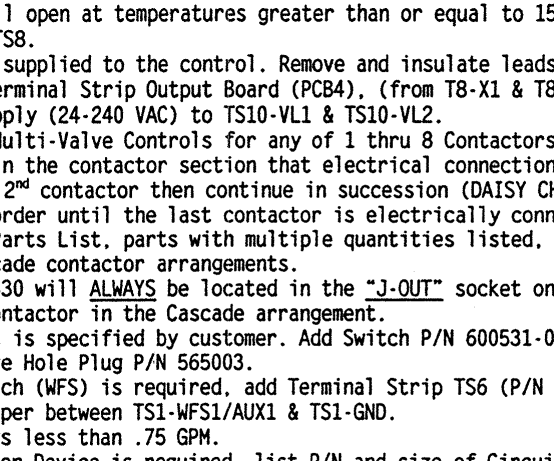 l open at temperatures greater than or equal to 15
TS8.
supplied to the control. Remove and insulate leads
erminal Strip Output Board (PCB4), (from T8-X1 & T8
pply (24-240 VAC) to TS10-VL1 & TS10-VL2.
Multi-Valve Controls for any of 1 thru 8 Contactors
n the contactor section that electrical connection
2nd contactor then continue in succession (DAISY CH
order until the last contactor is electrically conn
Parts List, parts with multiple quantities listed,
cade contactor arrangements.
530 will ALWAYS be located in the "J-OUT" socket on
ontactor in the Cascade arrangement.
is specified by customer. Add Switch P/N 600531-0
e Hole Plug P/N 565003.
ch (WFS) is required, add Terminal Strip TS6 (P/N
per between TS1-WFS1/AUX1 & TS1-GND.
s less than .75 GPM.
on Device is required, list P/N and size of Circui